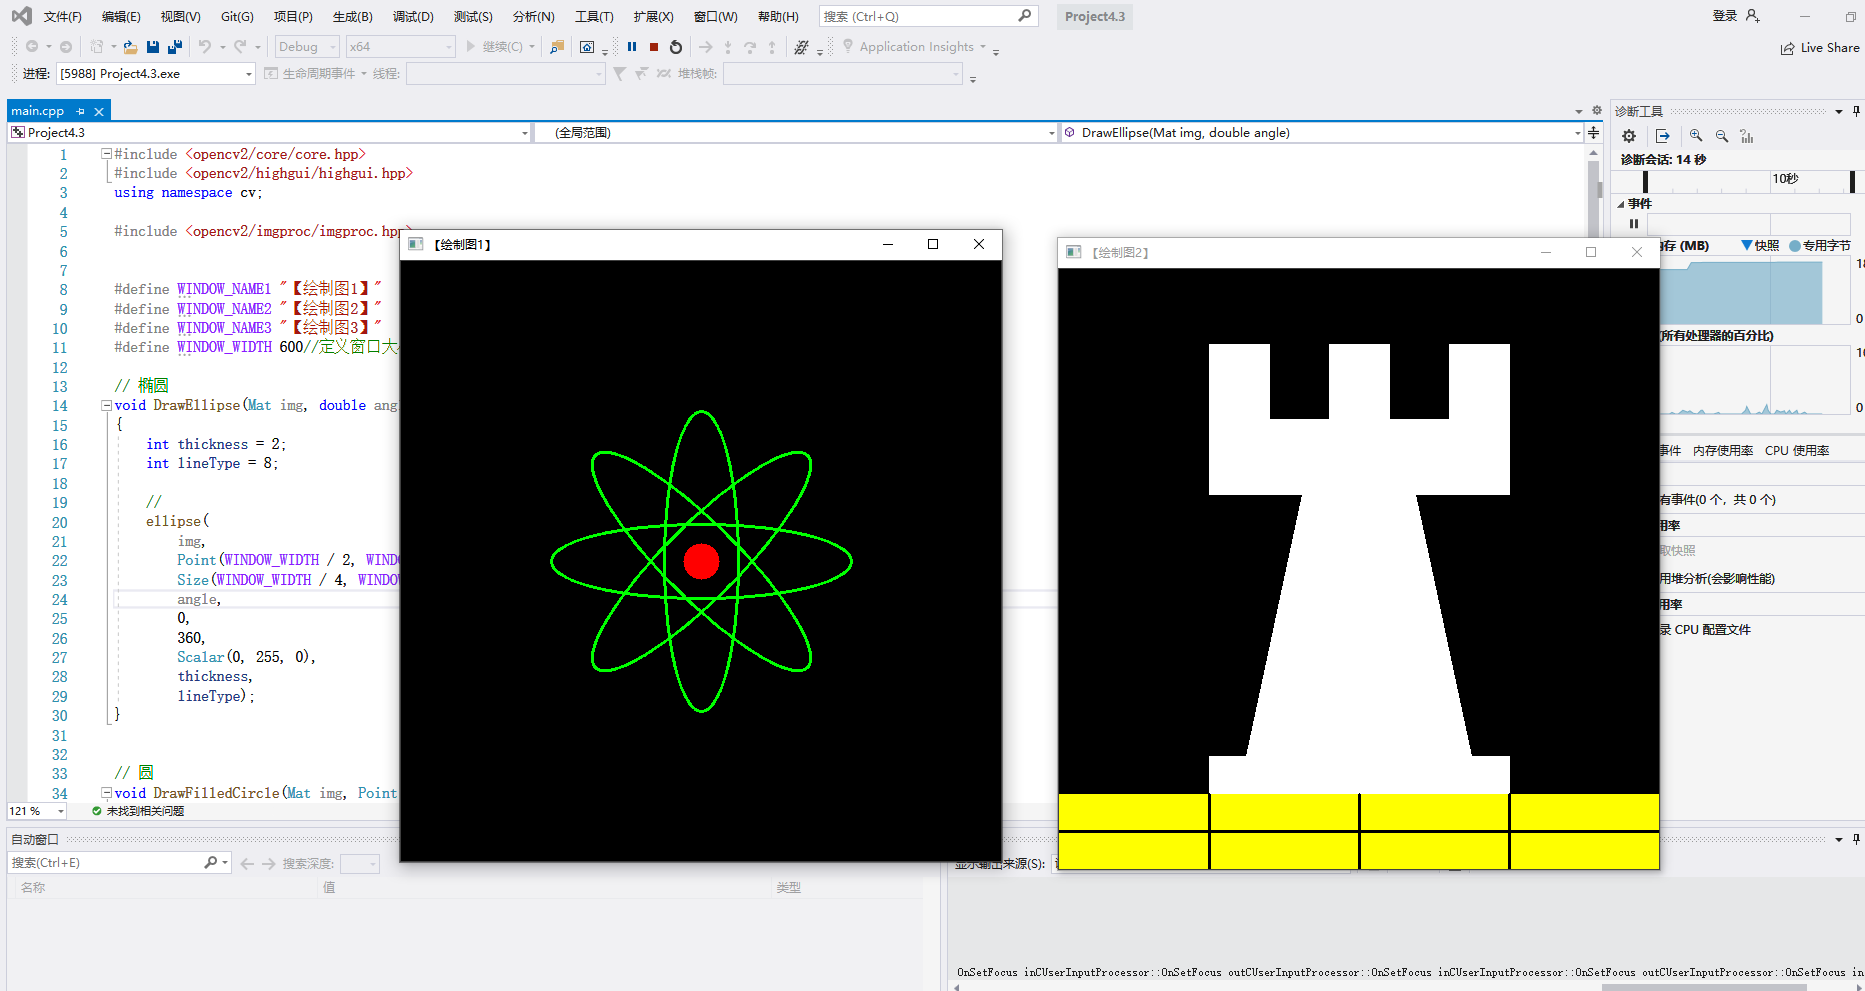 文件(F) 编辑(E) 视图(V) Git(G) 项目(P) 生成(B) 调试(D) 测试(S) 分析(N) 工具(T) 扩展(X) 窗口(W) 帮助(H) 搜索 (Ctrl+Q) Project4.3 登录
Debug x64 继续(C) Application Insights Live Share
进程: [5988] Project4.3.exe 生命周期事件 线程: 堆栈帧:
main.cpp
Project4.3 (全局范围) DrawEllipse(Mat img, double angle)
1 #include <opencv2/core/core.hpp>
2 #include <opencv2/highgui/highgui.hpp>
3 using namespace cv;
4
5 #include <opencv2/imgproc/imgproc.hpp
6
7
8 #define WINDOW_NAME1 "【绘制图1】"
9 #define WINDOW_NAME2 "【绘制图2】"
10 #define WINDOW_NAME3 "【绘制图3】"
11 #define WINDOW_WIDTH 600//定义窗口大
12
13 // 椭圆
14 void DrawEllipse(Mat img, double ang
15 {
16 int thickness = 2;
17 int lineType = 8;
18
19 //
20 ellipse(
21 img,
22 Point(WINDOW_WIDTH / 2, WIND
23 Size(WINDOW_WIDTH / 4, WINDO
24 angle,
25 0,
26 360,
27 Scalar(0, 255, 0),
28 thickness,
29 lineType);
30 }
31
32
33 // 圆
34 void DrawFilledCircle(Mat img, Point
121 % 未找到相关问题
【绘制图1】
【绘制图2】
诊断工具
诊断会话: 14 秒
10秒
事件
存 (MB) 快照 专用字节
18
0
所有处理器的百分比)
10
0
事件 内存使用率 CPU 使用率
有事件(0 个，共 0 个)
用率
取快照
用堆分析(会影响性能)
用率
录 CPU 配置文件
自动窗口
搜索(Ctrl+E) 搜索深度:
名称 值 类型
显示输出来源(S):
OnSetFocus inCUserInputProcessor::OnSetFocus outCUserInputProcessor::OnSetFocus inCUserInputProcessor::OnSetFocus outCUserInputProcessor::OnSetFocus in